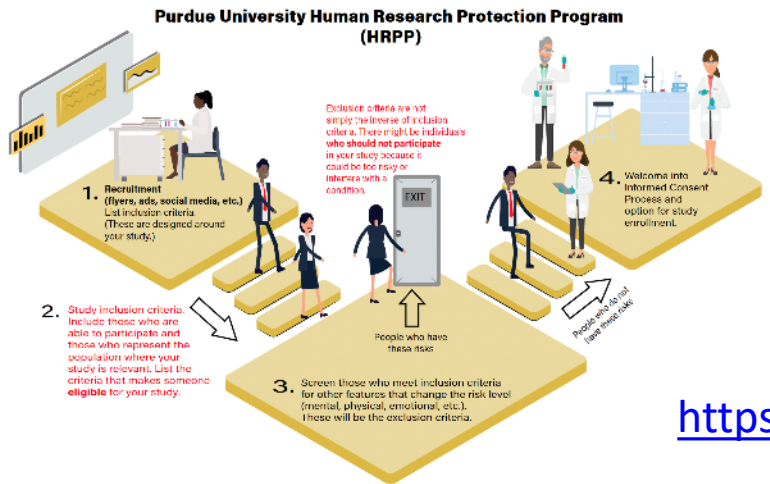 Purdue University Human Research Protection Program
(HRPP)
1. Recruitment
(flyers, ads, social media, etc.)
List inclusion criteria.
(These are designed around
your study.)
2. Study inclusion criteria.
Include those who are
able to participate and
those who represent the
population where your
study is relevant. List the
criteria that makes someone
eligible for your study.
Exclusion criteria are not
simply the inverse of inclusion
criteria. There might be individuals
who should not participate
in your study because it
could be too risky or
interfere with a
condition.
EXIT
People who have
these risks
3. Screen those who meet inclusion criteria
for other features that change the risk level
(mental, physical, emotional, etc.).
These will be the exclusion criteria.
People who do not
have these risks
4. Welcome into
Informed Consent
Process and
option for study
enrollment.
https